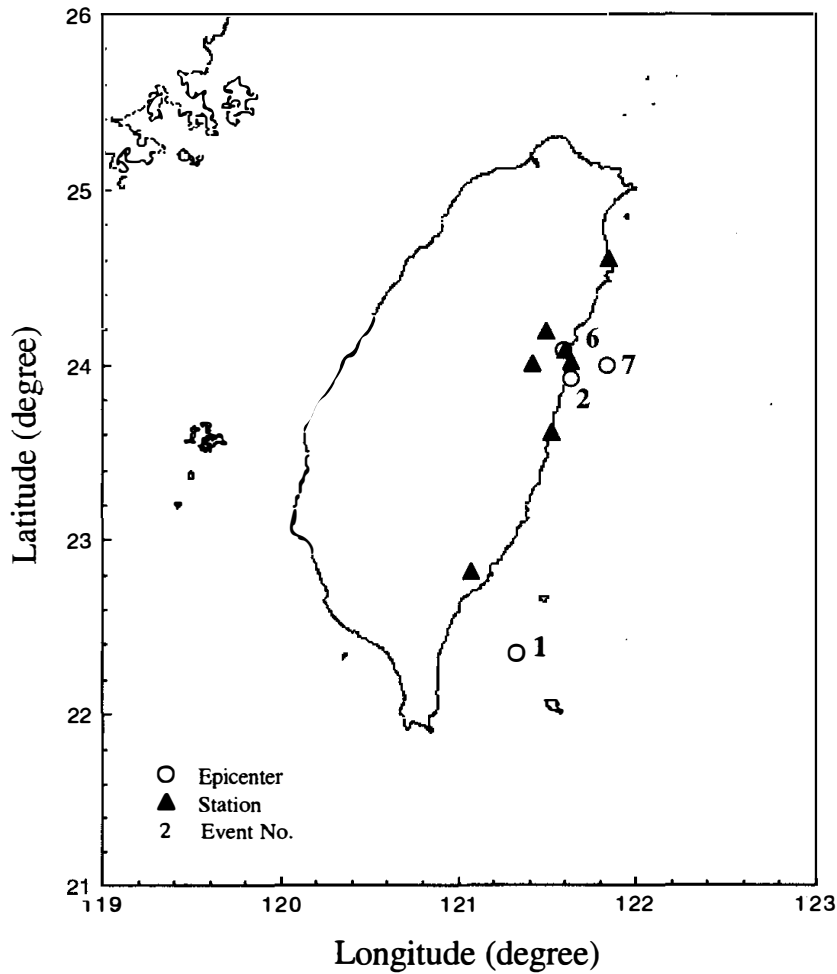 26
25
24
23
22
21
Latitude (degree)
6
7
2
1
Epicenter
Station
2 Event No.
119 120 121 122 123
Longitude (degree)